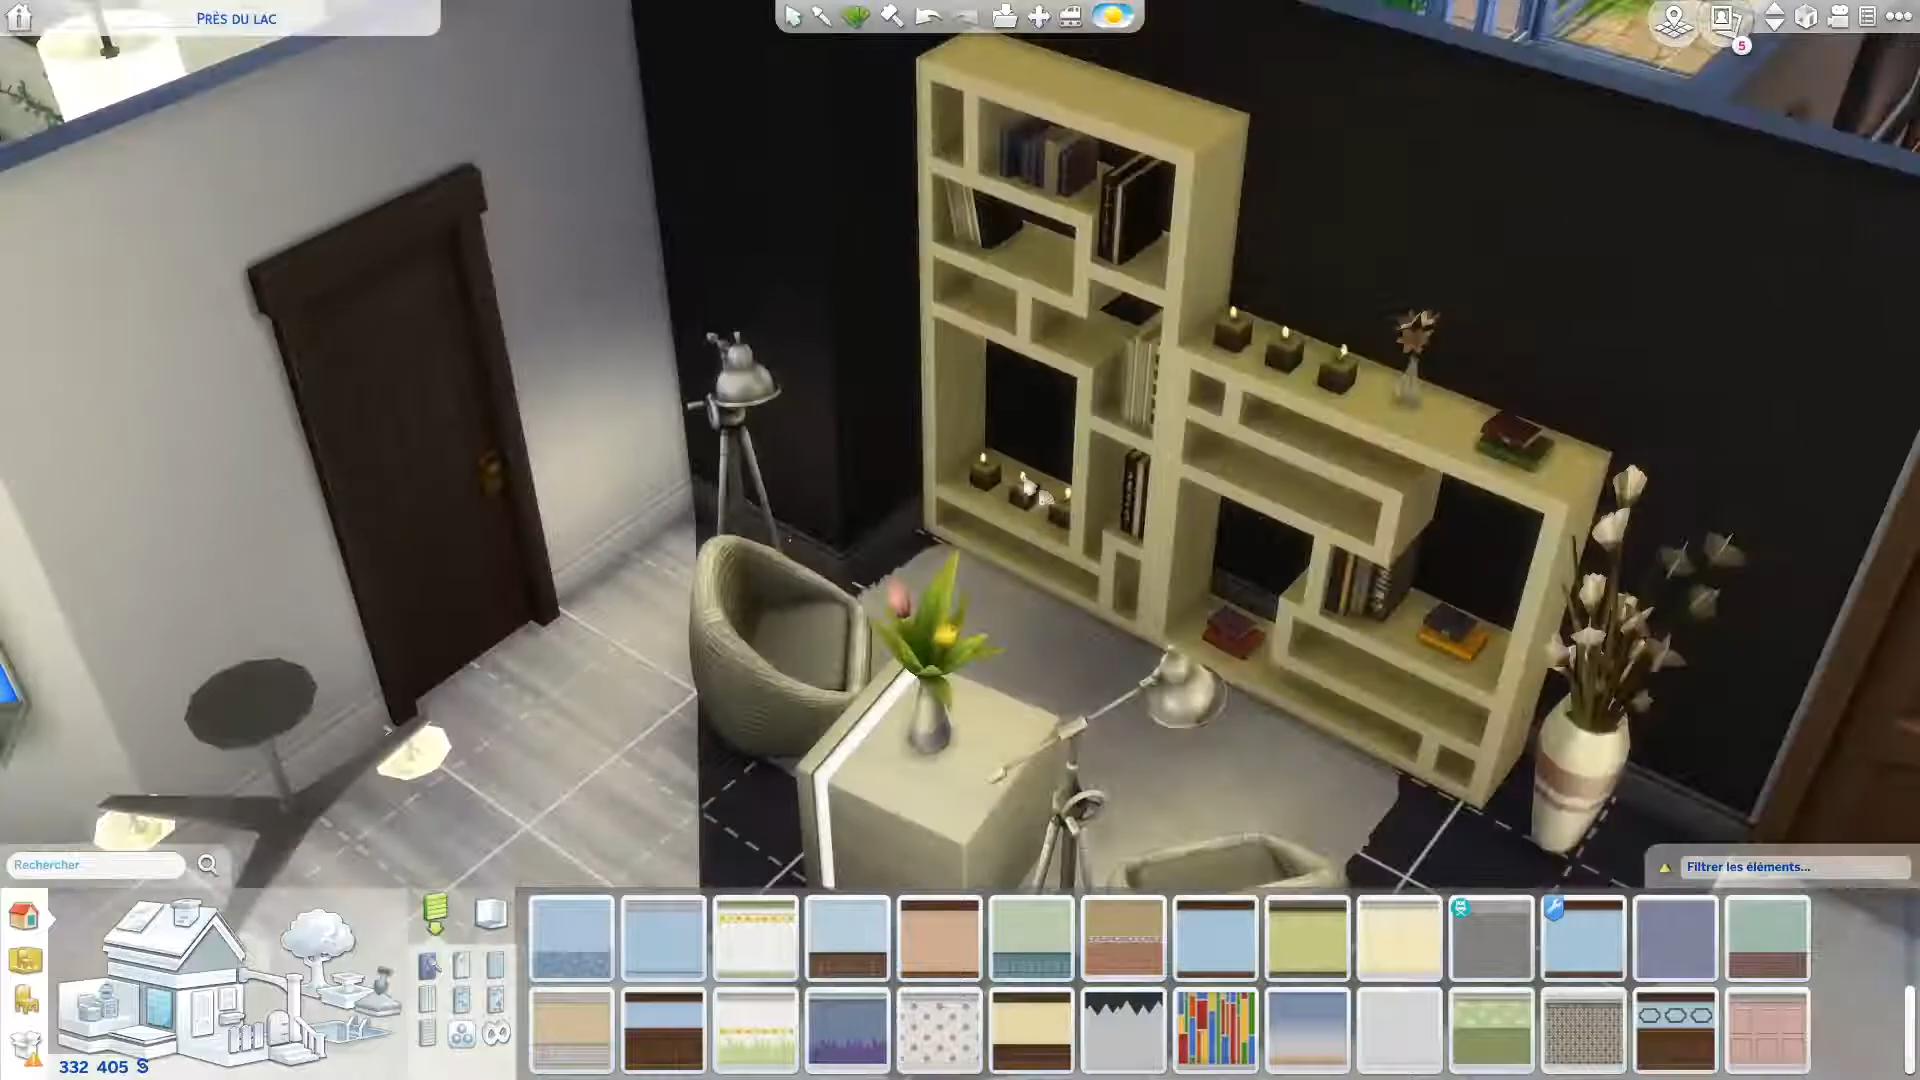 PRÈS DU LAC
5
Rechercher
Filtrer les éléments...
332 405 §